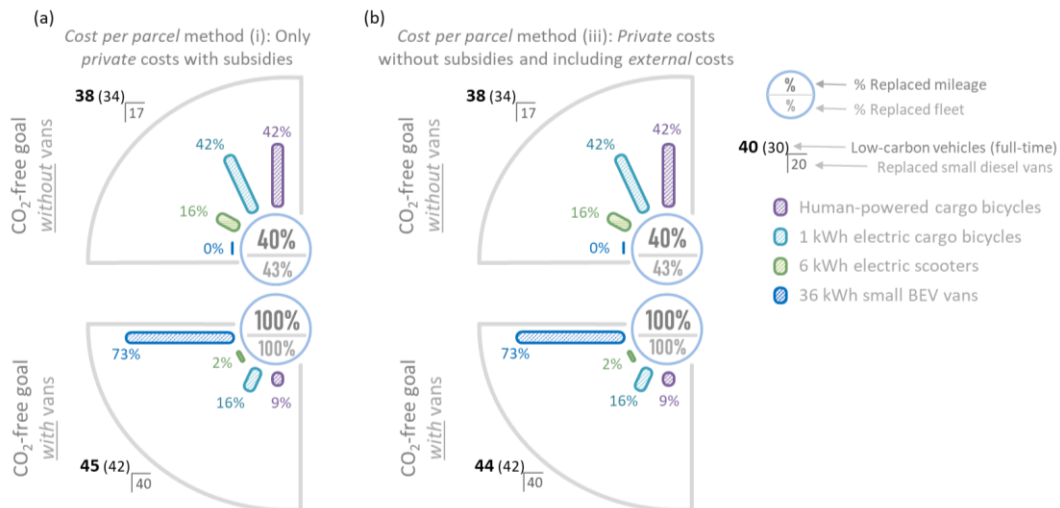 (a)
Cost per parcel method (i): Only
private costs with subsidies
38 (34)
17
42%
42%
16%
0%
40%
43%
CO2-free goal
without vans
100%
100%
73%
2%
16%
9%
CO2-free goal
with vans
45 (42)
40
(b)
Cost per parcel method (iii): Private costs
without subsidies and including external costs
38 (34)
17
42%
42%
16%
0%
40%
43%
CO2-free goal
without vans
100%
100%
73%
2%
16%
9%
CO2-free goal
with vans
44 (42)
40
%
%
% Replaced mileage
% Replaced fleet
40 (30)
20
Low-carbon vehicles (full-time)
Replaced small diesel vans
Human-powered cargo bicycles
1 kWh electric cargo bicycles
6 kWh electric scooters
36 kWh small BEV vans